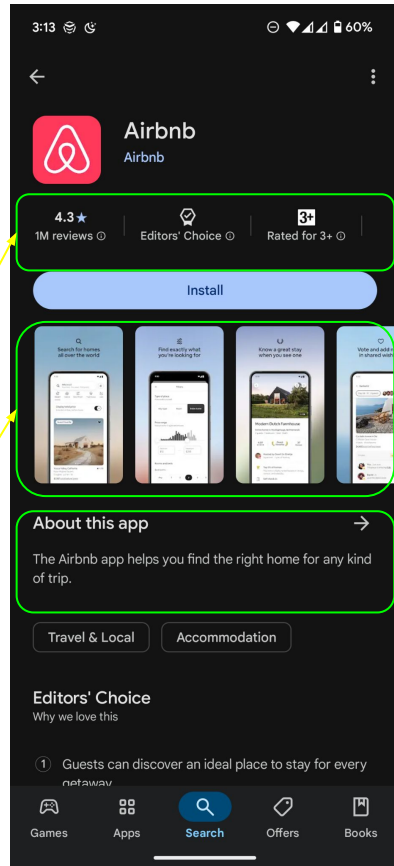 3:13
60%
Airbnb
Airbnb
4.3★
1M reviews
Editors' Choice
3+
Rated for 3+
Install
Search for homes
all over the world
Find exactly what
you're looking for
Know a great stay
when you see one
Modern Dutch Farmhouse
Vote and add
in shared wish
About this app
The Airbnb app helps you find the right home for any kind
of trip.
Travel & Local
Accommodation
Editors' Choice
Why we love this
1 Guests can discover an ideal place to stay for every
getaway
Games
Apps
Search
Offers
Books